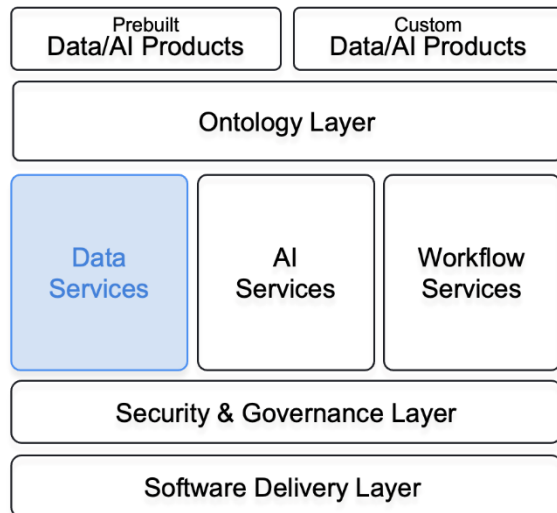 Prebuilt
Data/AI Products
Custom
Data/AI Products
Ontology Layer
Data
Services
AI
Services
Workflow
Services
Security & Governance Layer
Software Delivery Layer